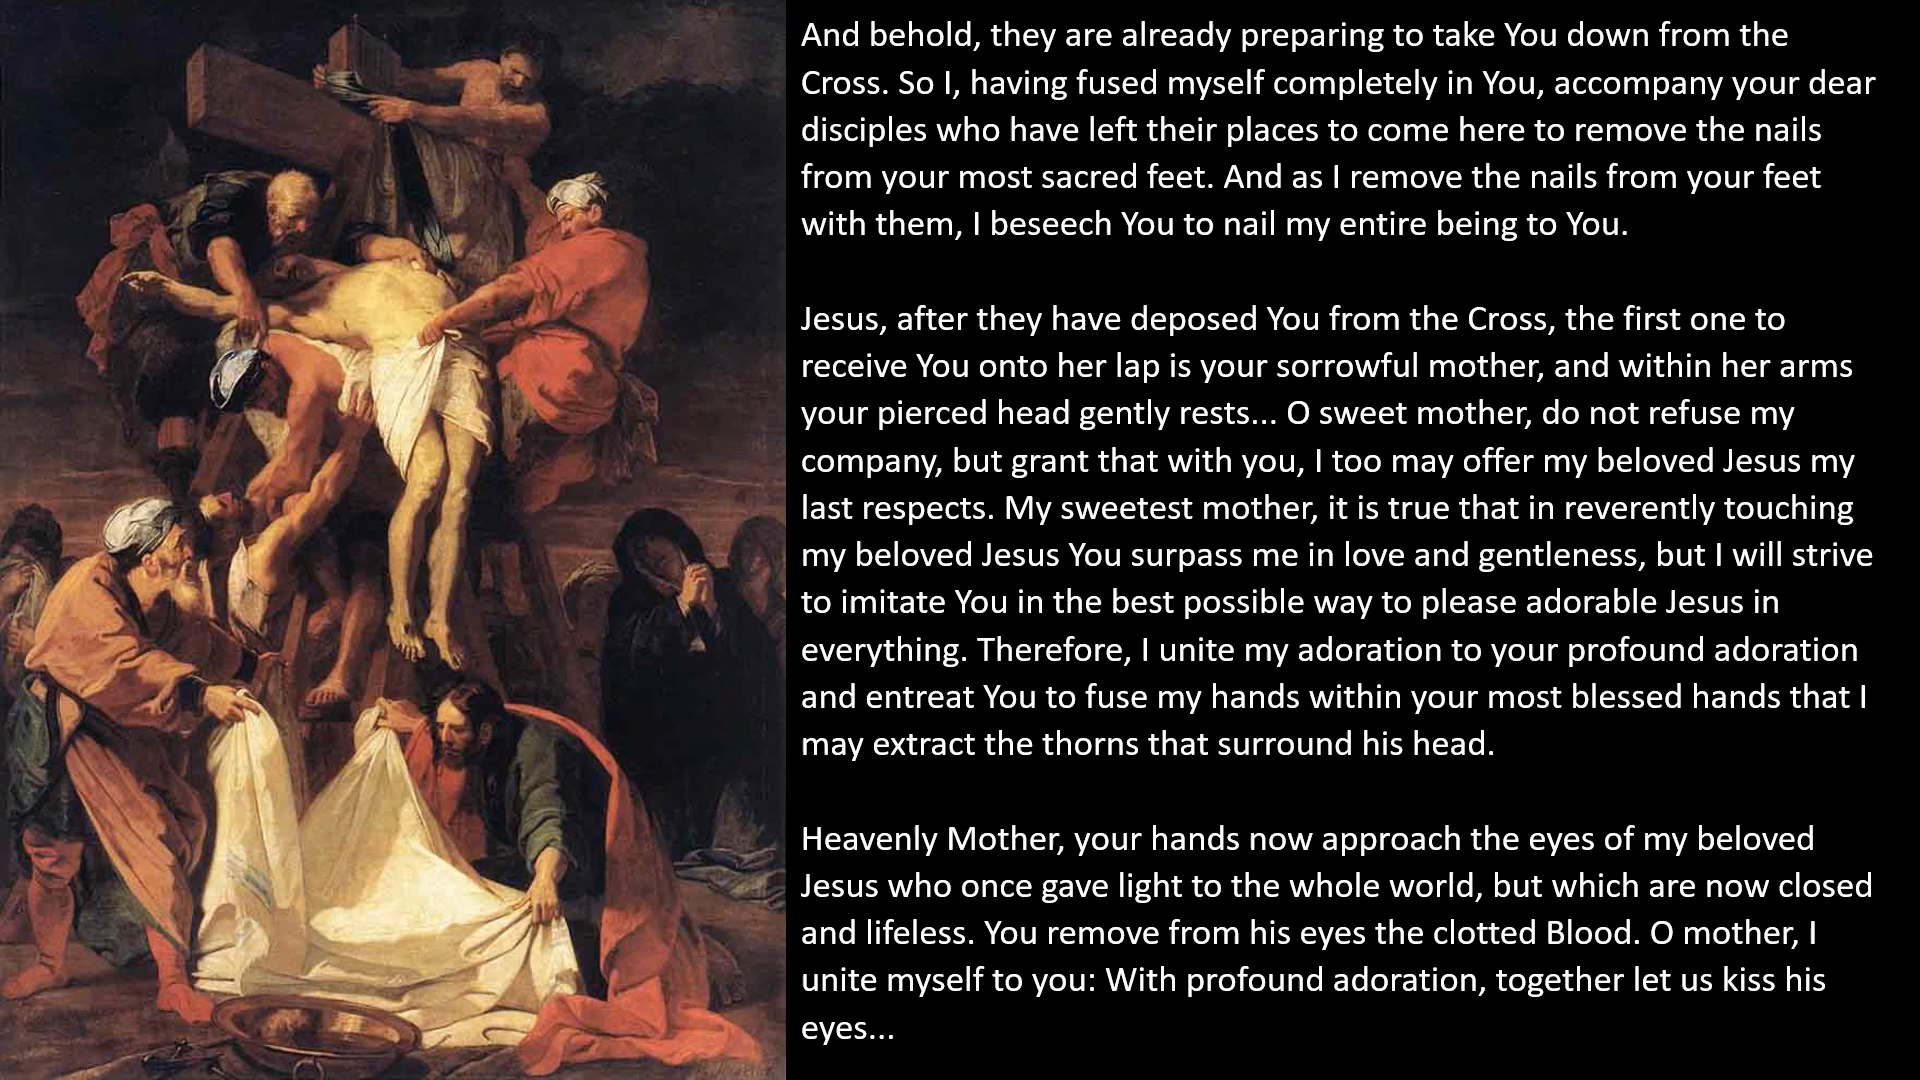 And behold, they are already preparing to take You down from the
Cross. So I, having fused myself completely in You, accompany your dear
disciples who have left their places to come here to remove the nails
from your most sacred feet. And as I remove the nails from your feet
with them, I beseech You to nail my entire being to You.
Jesus, after they have deposed You from the Cross, the first one to
receive You onto her lap is your sorrowful mother, and within her arms
your pierced head gently rests... O sweet mother, do not refuse my
company, but grant that with you, I too may offer my beloved Jesus my
last respects. My sweetest mother, it is true that in reverently touching
my beloved Jesus You surpass me in love and gentleness, but I will strive
to imitate You in the best possible way to please adorable Jesus in
everything. Therefore, I unite my adoration to your profound adoration
and entreat You to fuse my hands within your most blessed hands that I
may extract the thorns that surround his head.
Heavenly Mother, your hands now approach the eyes of my beloved
Jesus who once gave light to the whole world, but which are now closed
and lifeless. You remove from his eyes the clotted Blood. O mother, I
unite myself to you: With profound adoration, together let us kiss his
eyes...